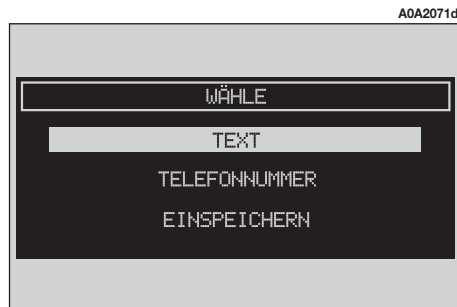 A0A2071d
WÄHLE
TEXT
TELEFONNUMMER
EINSPEICHERN